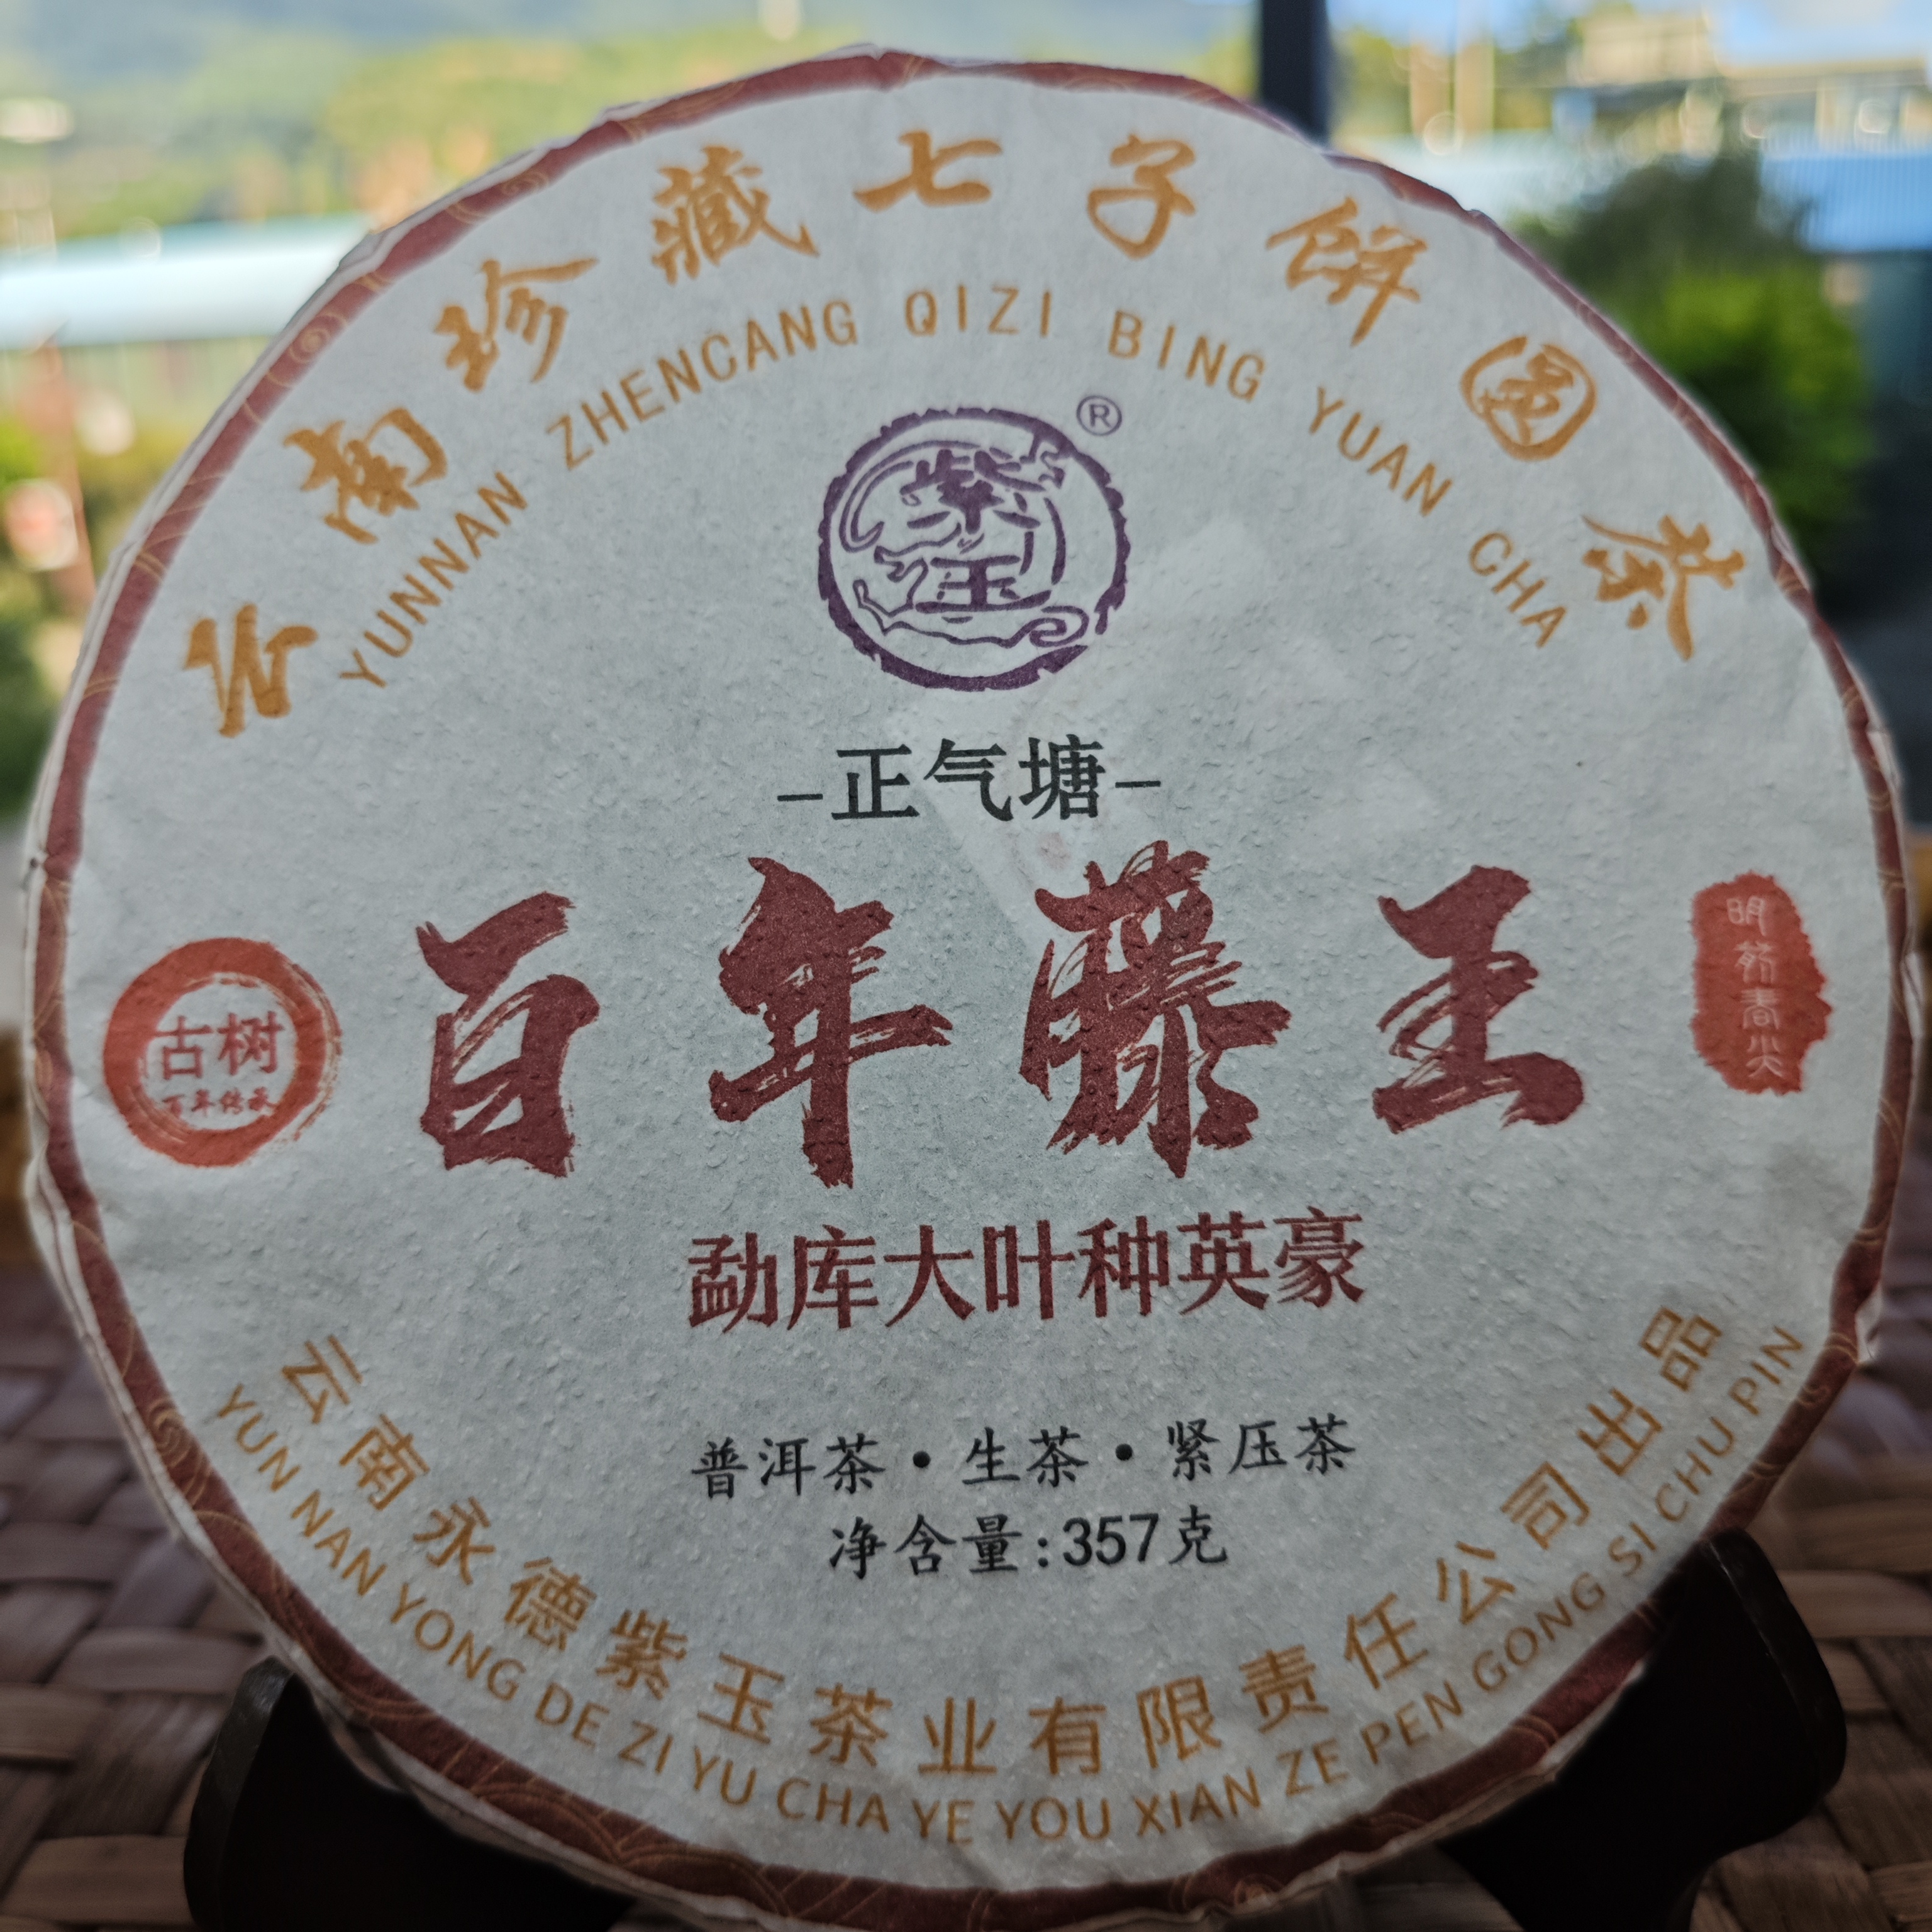 云南珍藏七子饼圆茶
YUNNAN ZHENCANG QIZI BING YUAN CHA
®
紫玉
–正气塘–
百年藤王
古树
百年传承
明前春尖
勐库大叶种英豪
普洱茶·生茶·紧压茶
净含量:357克
云南永德紫玉茶业有限责任公司出品
YUN NAN YONG DE ZI YU CHA YE YOU XIAN ZE PEN GONG SI CHU PIN